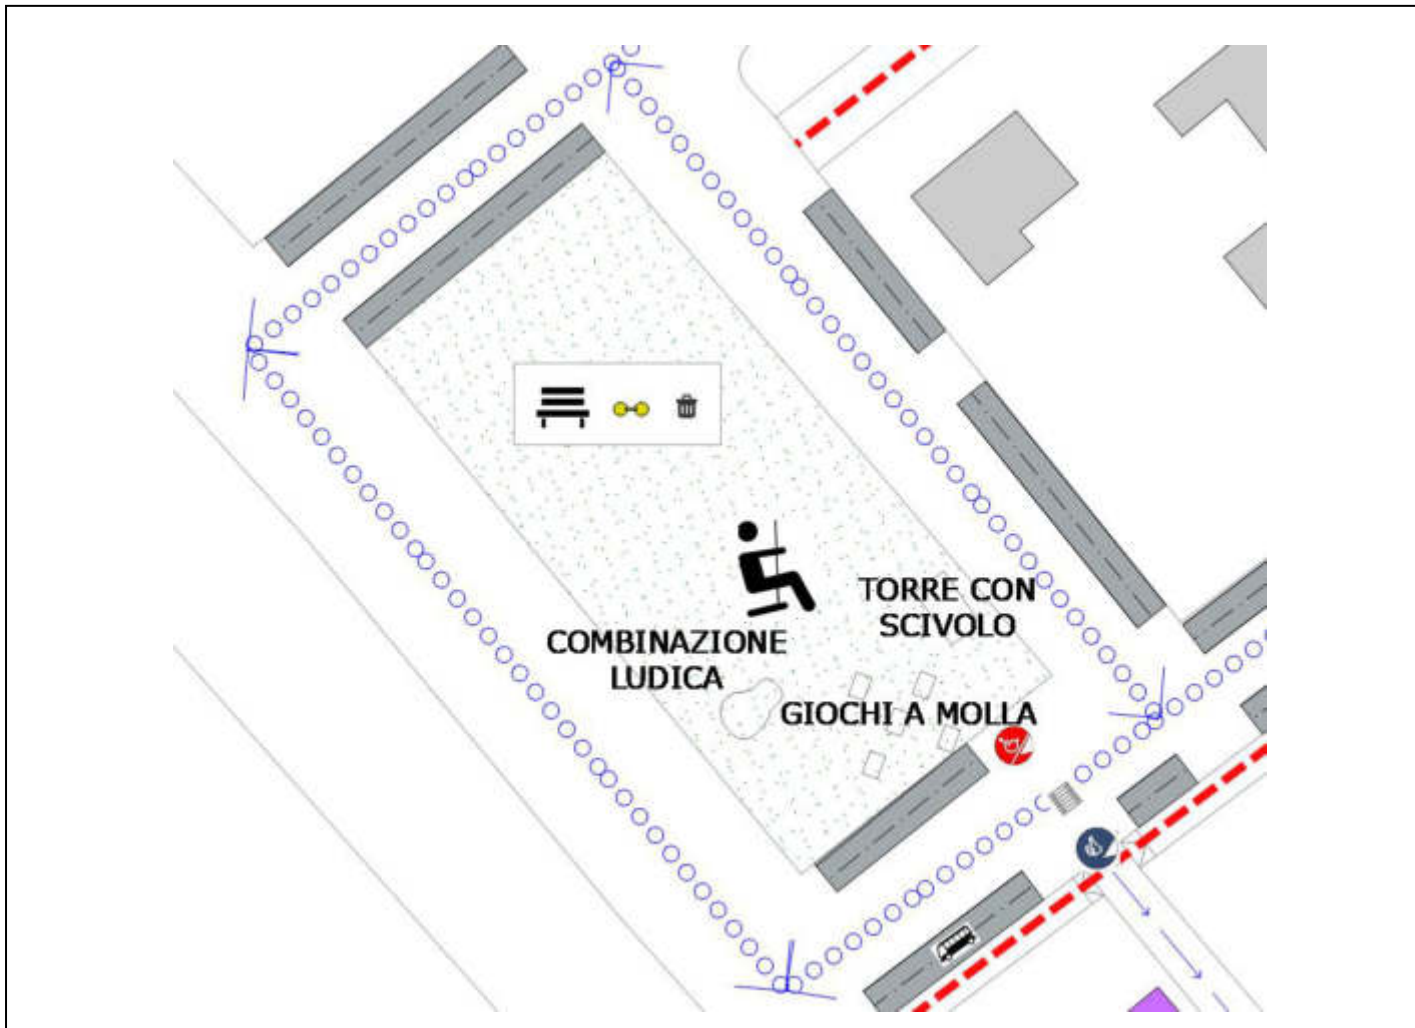 TORRE CON
SCIVOLO
COMBINAZIONE
LUDICA
GIOCHI A MOLLA